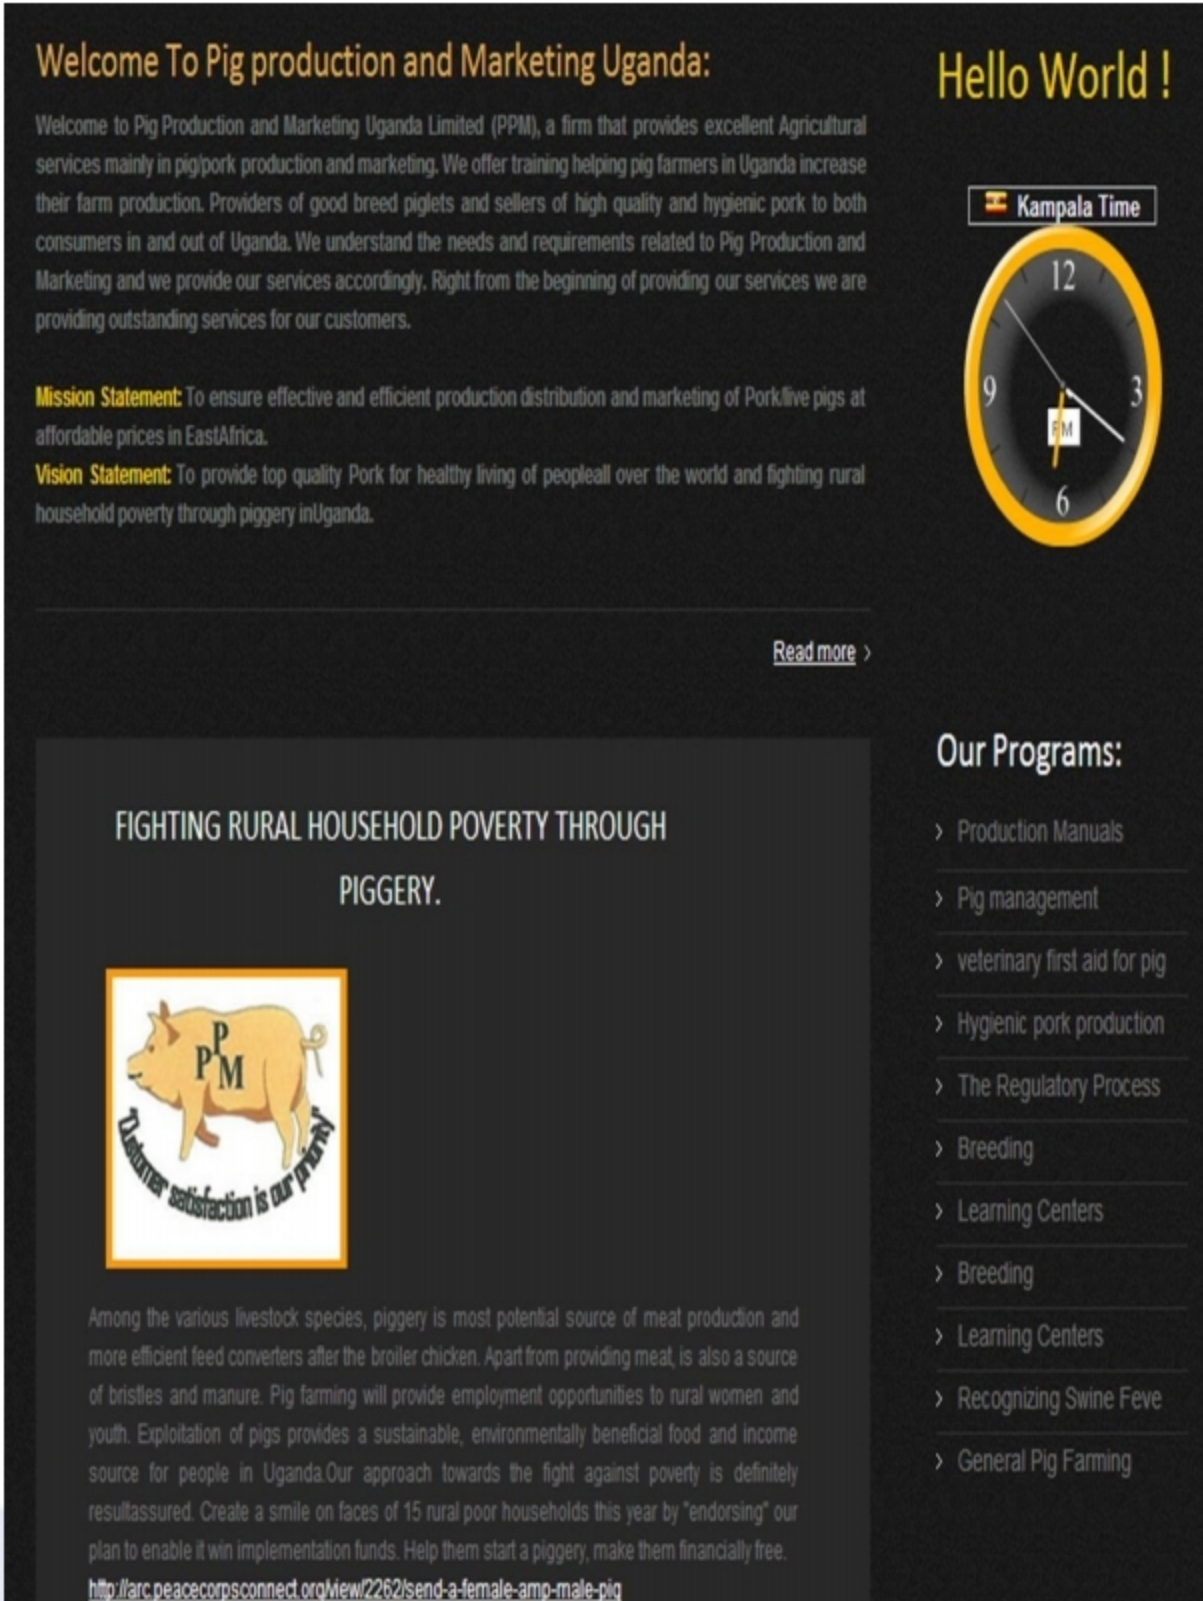 Welcome To Pig production and Marketing Uganda:
Welcome to Pig Production and Marketing Uganda Limited (PPM), a firm that provides excellent Agricultural
services mainly in pig/pork production and marketing. We offer training helping pig farmers in Uganda increase
their farm production. Providers of good breed piglets and sellers of high quality and hygienic pork to both
consumers in and out of Uganda. We understand the needs and requirements related to Pig Production and
Marketing and we provide our services accordingly. Right from the beginning of providing our services we are
providing outstanding services for our customers.
Mission Statement: To ensure effective and efficient production distribution and marketing of Pork/live pigs at
affordable prices in EastAfrica.
Vision Statement: To provide top quality Pork for healthy living of peopleall over the world and fighting rural
household poverty through piggery inUganda.
Read more
Hello World !
Kampala Time
12
9
3
PM
6
FIGHTING RURAL HOUSEHOLD POVERTY THROUGH
PIGGERY.
P
P M
"Customer satisfaction is our priority"
Among the various livestock species, piggery is most potential source of meat production and
more efficient feed converters after the broiler chicken. Apart from providing meat, is also a source
of bristles and manure. Pig farming will provide employment opportunities to rural women and
youth. Exploitation of pigs provides a sustainable, environmentally beneficial food and income
source for people in Uganda.Our approach towards the fight against poverty is definitely
resultassured. Create a smile on faces of 15 rural poor households this year by "endorsing" our
plan to enable it win implementation funds. Help them start a piggery, make them financially free.
http://arc.peacecorpsconnect.org/view/2262/send-a-female-amp-male-pig
Our Programs:
Production Manuals
Pig management
veterinary first aid for pig
Hygienic pork production
The Regulatory Process
Breeding
Learning Centers
Breeding
Learning Centers
Recognizing Swine Feve
General Pig Farming